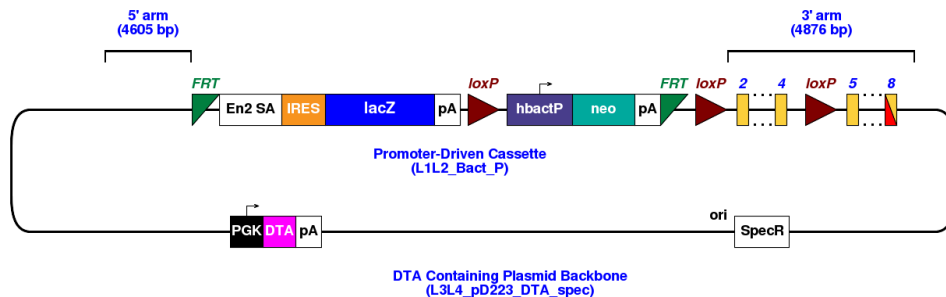 5' arm
(4605 bp)
3' arm
(4876 bp)
FRT loxP FRT loxP 2 4 loxP 5 8
En2 SA IRES lacZ pA hbactP neo pA
Promoter-Driven Cassette
(L1L2_Bact_P)
ori
PGK DTA pA SpecR
DTA Containing Plasmid Backbone
(L3L4_pD223_DTA_spec)